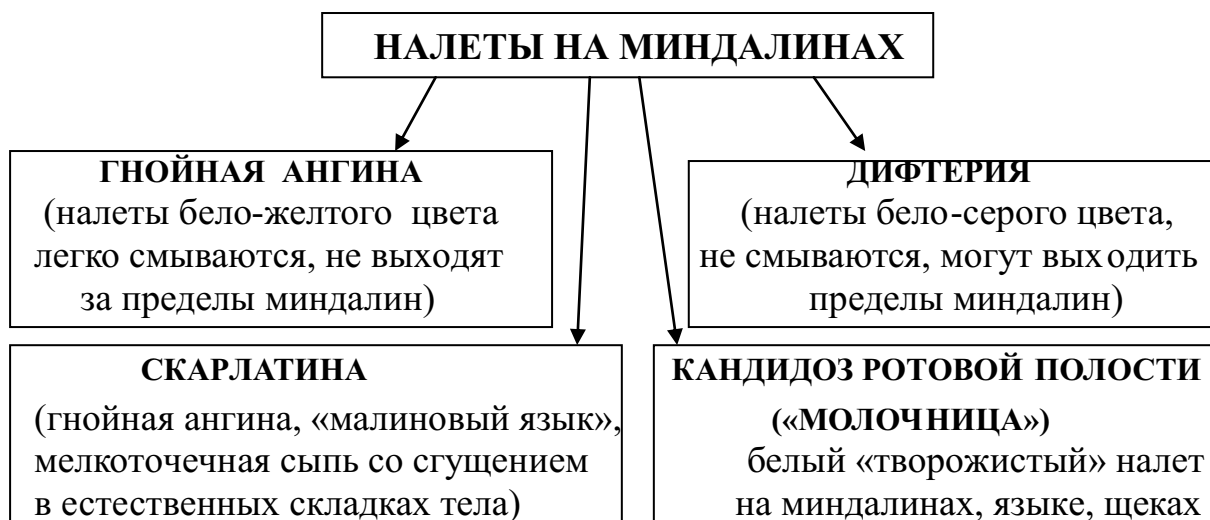 НАЛЕТЫ НА МИНДАЛИНАХ
ГНОЙНАЯ АНГИНА
(налеты бело-желтого цвета
легко смываются, не выходят
за пределы миндалин)
ДИФТЕРИЯ
(налеты бело-серого цвета,
не смываются, могут выходить
пределы миндалин)
СКАРЛАТИНА
(гнойная ангина, «малиновый язык»,
мелкоточечная сыпь со сгущением
в естественных складках тела)
КАНДИДОЗ РОТОВОЙ ПОЛОСТИ
(«МОЛОЧНИЦА»)
белый «творожистый» налет
на миндалинах, языке, щеках